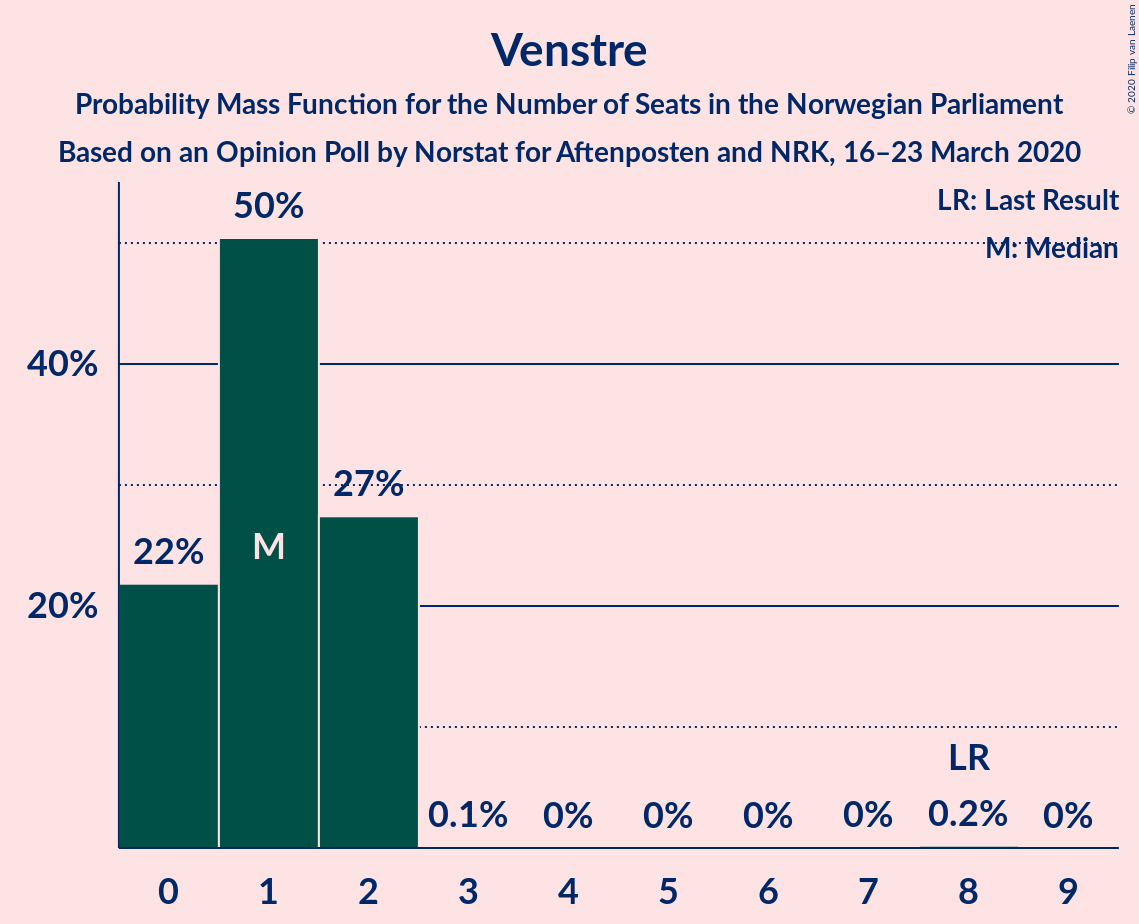 © 2020 Filip van Laenen
Venstre
Probability Mass Function for the Number of Seats in the Norwegian Parliament
Based on an Opinion Poll by Norstat for Aftenposten and NRK, 16–23 March 2020
LR: Last Result
M: Median
50%
40%
27%
22%
M
20%
LR
0.1% 0% 0% 0% 0% 0.2% 0%
0 1 2 3 4 5 6 7 8 9